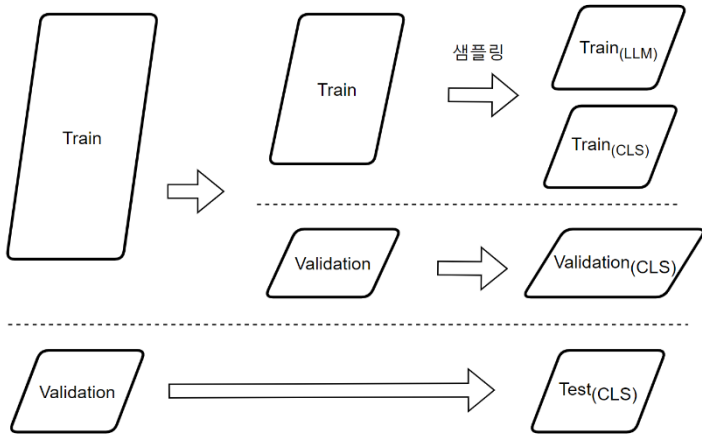 Train
Train
샘플링
Train(LLM)
Train(CLS)
Validation
Validation(CLS)
Validation
Test(CLS)